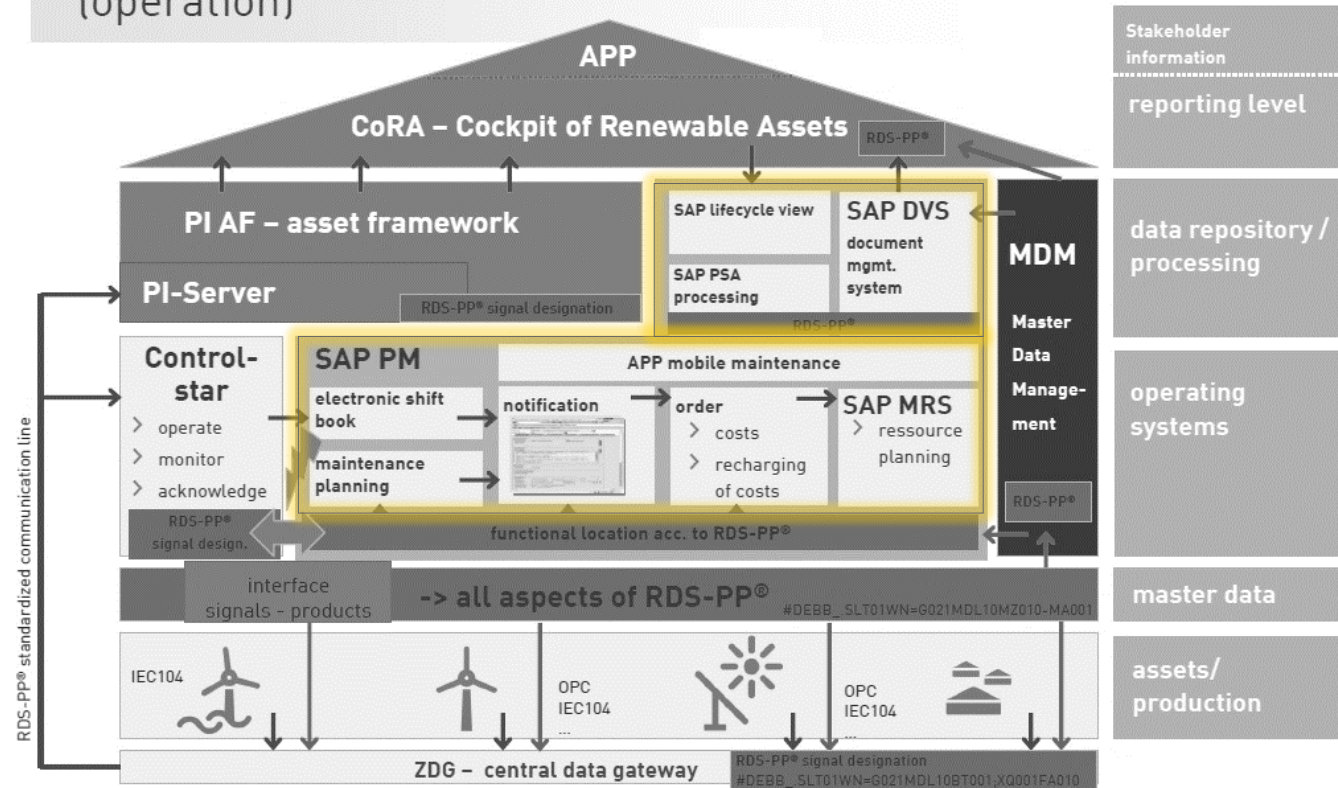 (operation)
APP
CoRA – Cockpit of Renewable Assets
RDS-PP®
Stakeholder
information
reporting level
PI AF – asset framework
PI-Server
RDS-PP® signal designation
SAP lifecycle view
SAP PSA
processing
SAP DVS
document
mgmt.
system
RDS-PP®
MDM
Master
Data
Manage-
ment
RDS-PP®
data repository /
processing
Control-
star
operate
monitor
acknowledge
RDS-PP®
signal design.
SAP PM
electronic shift
book
maintenance
planning
APP mobile maintenance
notification
order
costs
recharging
of costs
SAP MRS
ressource
planning
functional location acc. to RDS-PP®
operating
systems
interface
signals - products
-> all aspects of RDS-PP®
#DEBB_.SLT01WN=G021MDL10MZ010-MA001
master data
IEC104
OPC
IEC104
...
OPC
IEC104
...
assets/
production
ZDG – central data gateway
RDS-PP® signal designation
#DEBB_.SLT01WN=G021MDL10BT001;XQ001FA010
RDS-PP® standardized communication line